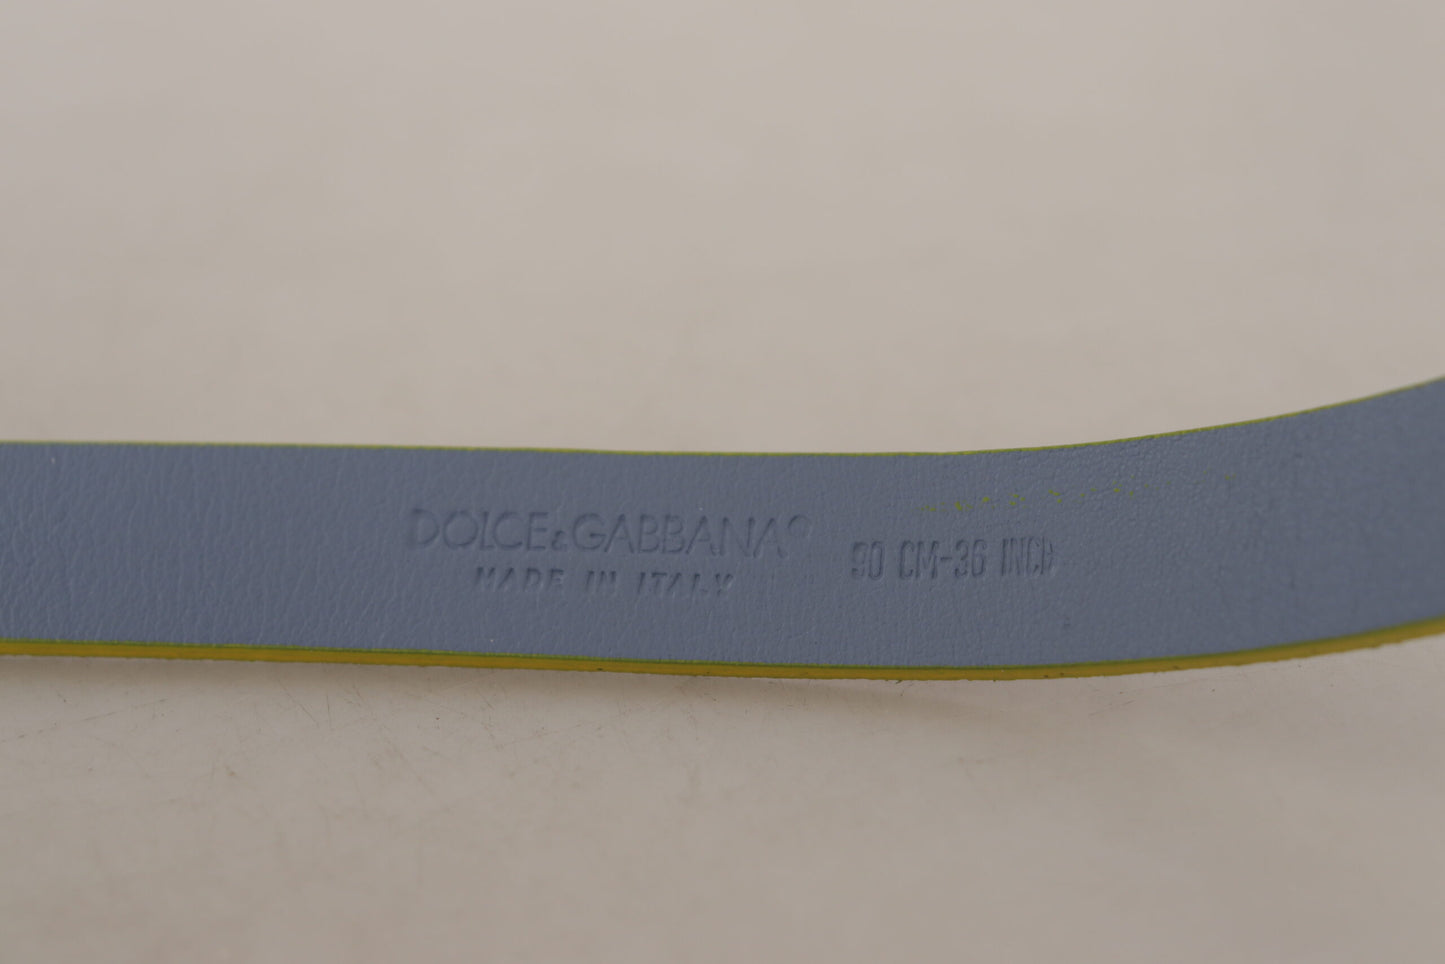 DOLCE&GABBANA®
MADE IN ITALY
90 CM-36 INCH